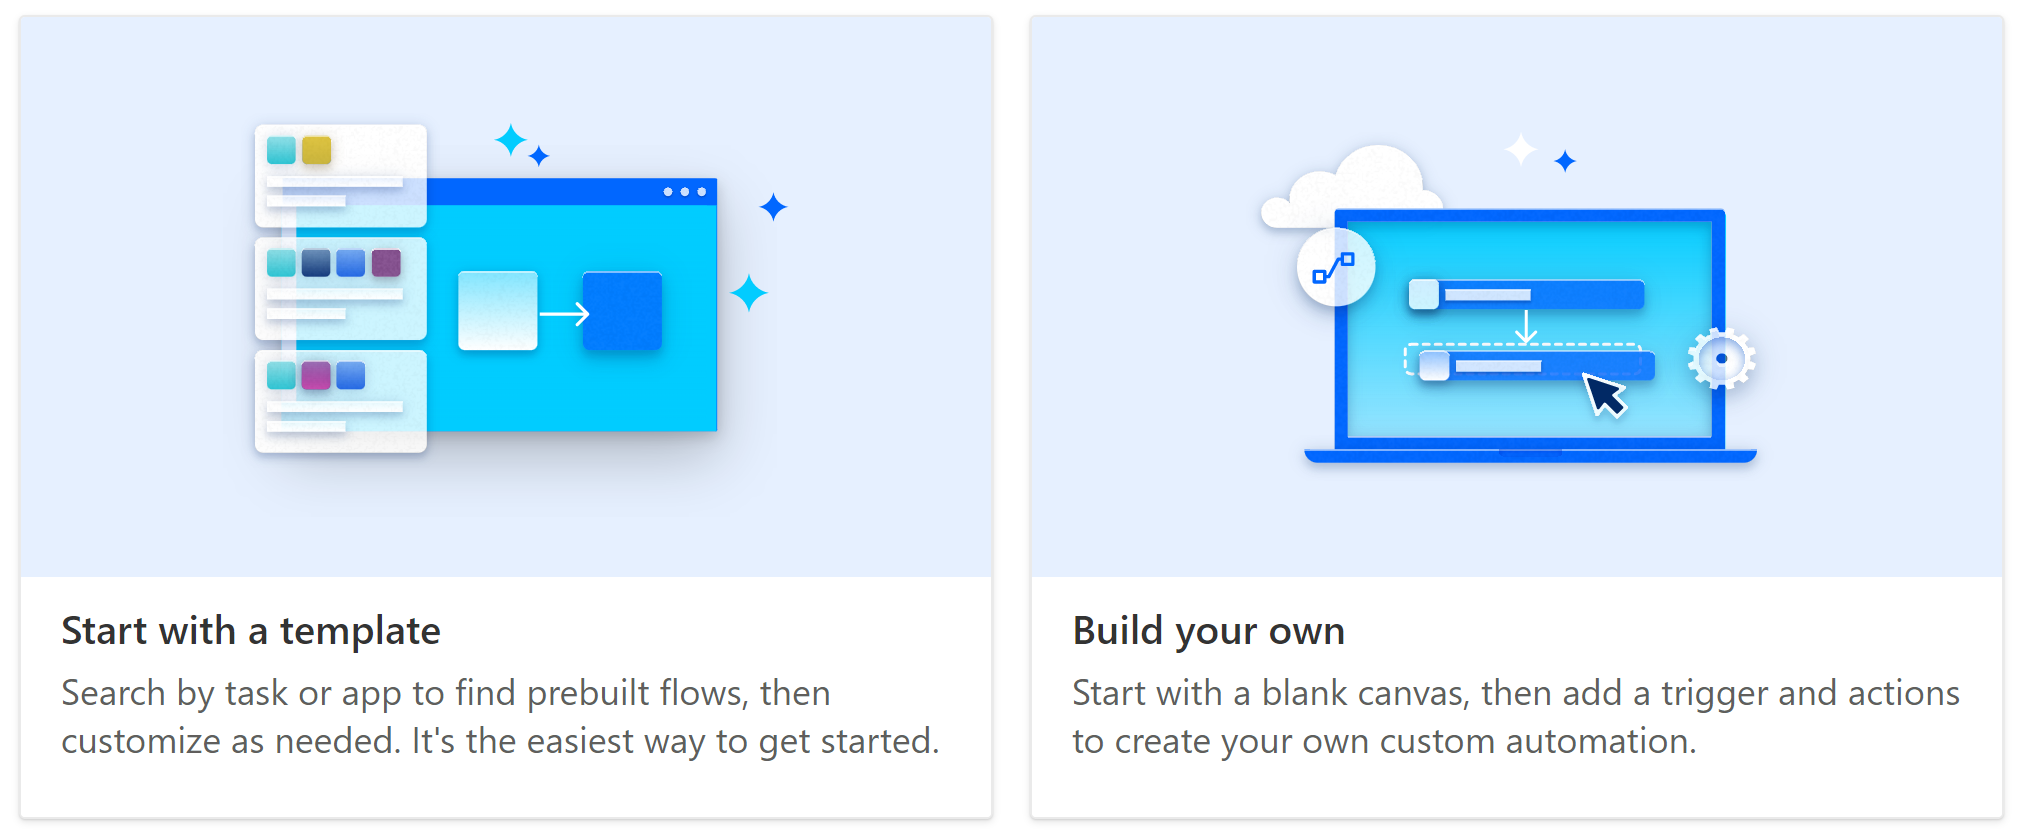 Start with a template
Search by task or app to find prebuilt flows, then
customize as needed. It's the easiest way to get started.
Build your own
Start with a blank canvas, then add a trigger and actions
to create your own custom automation.